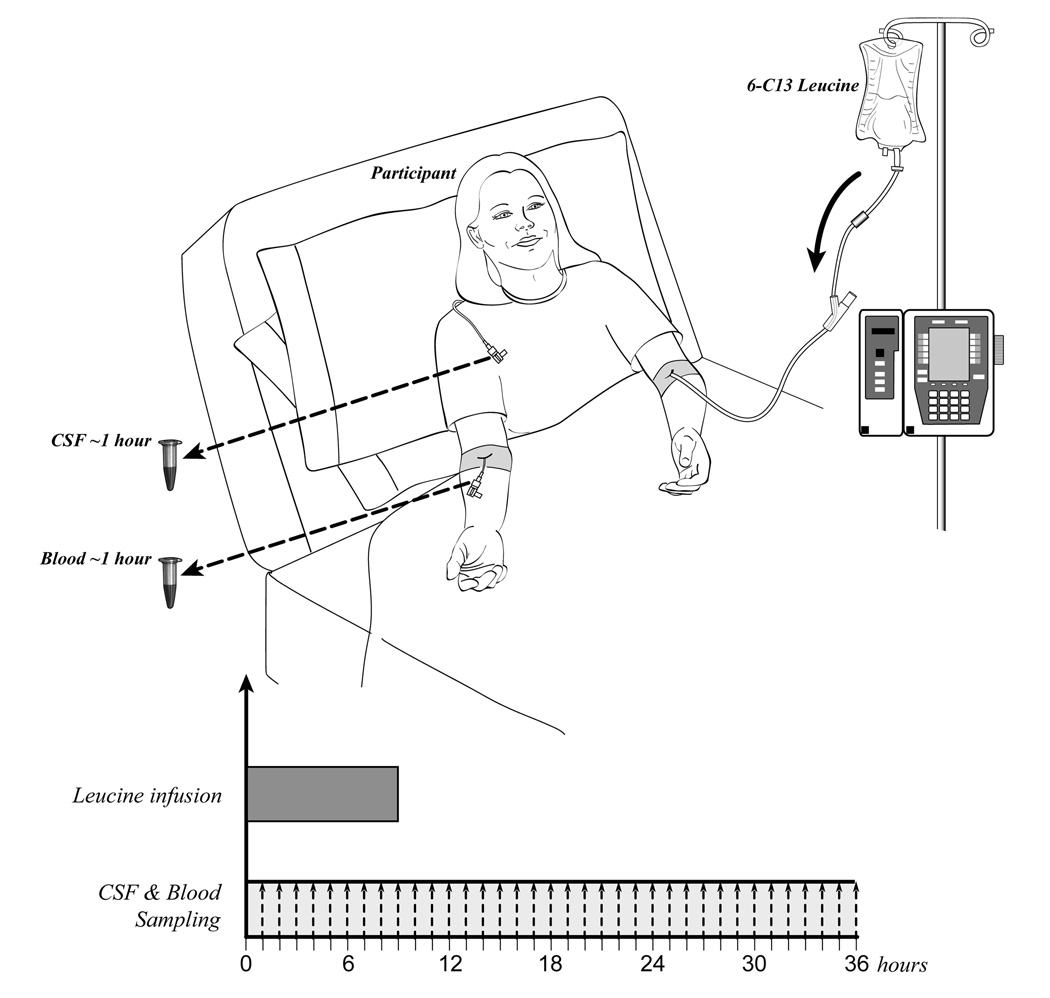 6-C13 Leucine
Participant
CSF ~1 hour
Blood ~1 hour
Leucine infusion
CSF & Blood
Sampling
0 6 12 18 24 30 36 hours